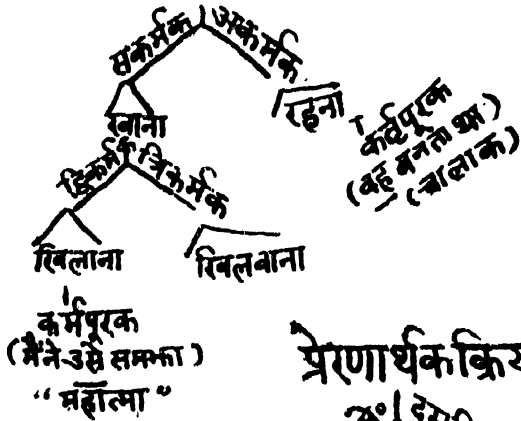 सकर्मक अकर्मक
खाना
रहना
कर्तृपूरक
(वह बनता था)
(चालाक)
द्विकर्मक त्रिकर्मक
खिलाना
खिलवाना
कर्मपूरक
(मैंने उसे समझा)
"महात्मा"
प्रेरणार्थक क्रिय